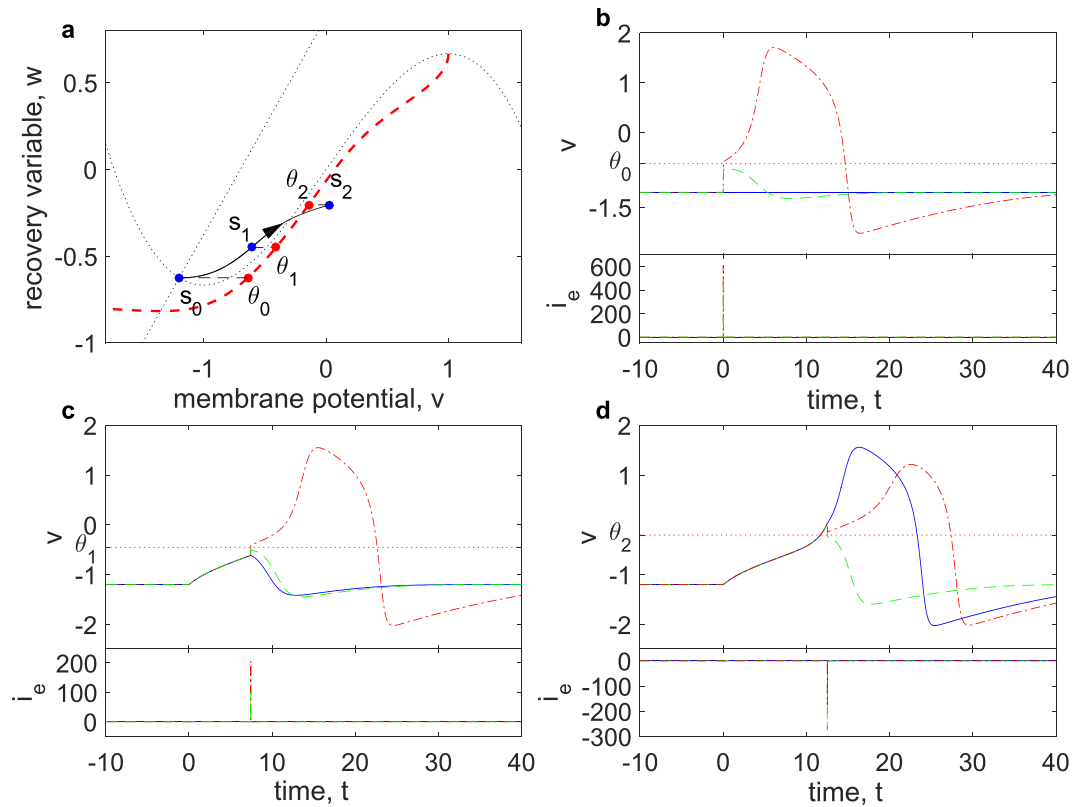 a
recovery variable, w
0.5
0
-0.5
-1
s0
s1
s2
θ0
θ1
θ2
-1 0 1
membrane potential, v
b
v
2
1
0
θ0
-1.5
ie
600
400
200
0
-10 0 10 20 30 40
time, t
c
v
2
1
0
θ1
-1
-2
ie
200
100
0
-10 0 10 20 30 40
time, t
d
v
2
1
θ2
-1
-2
ie
0
-100
-200
-300
-10 0 10 20 30 40
time, t